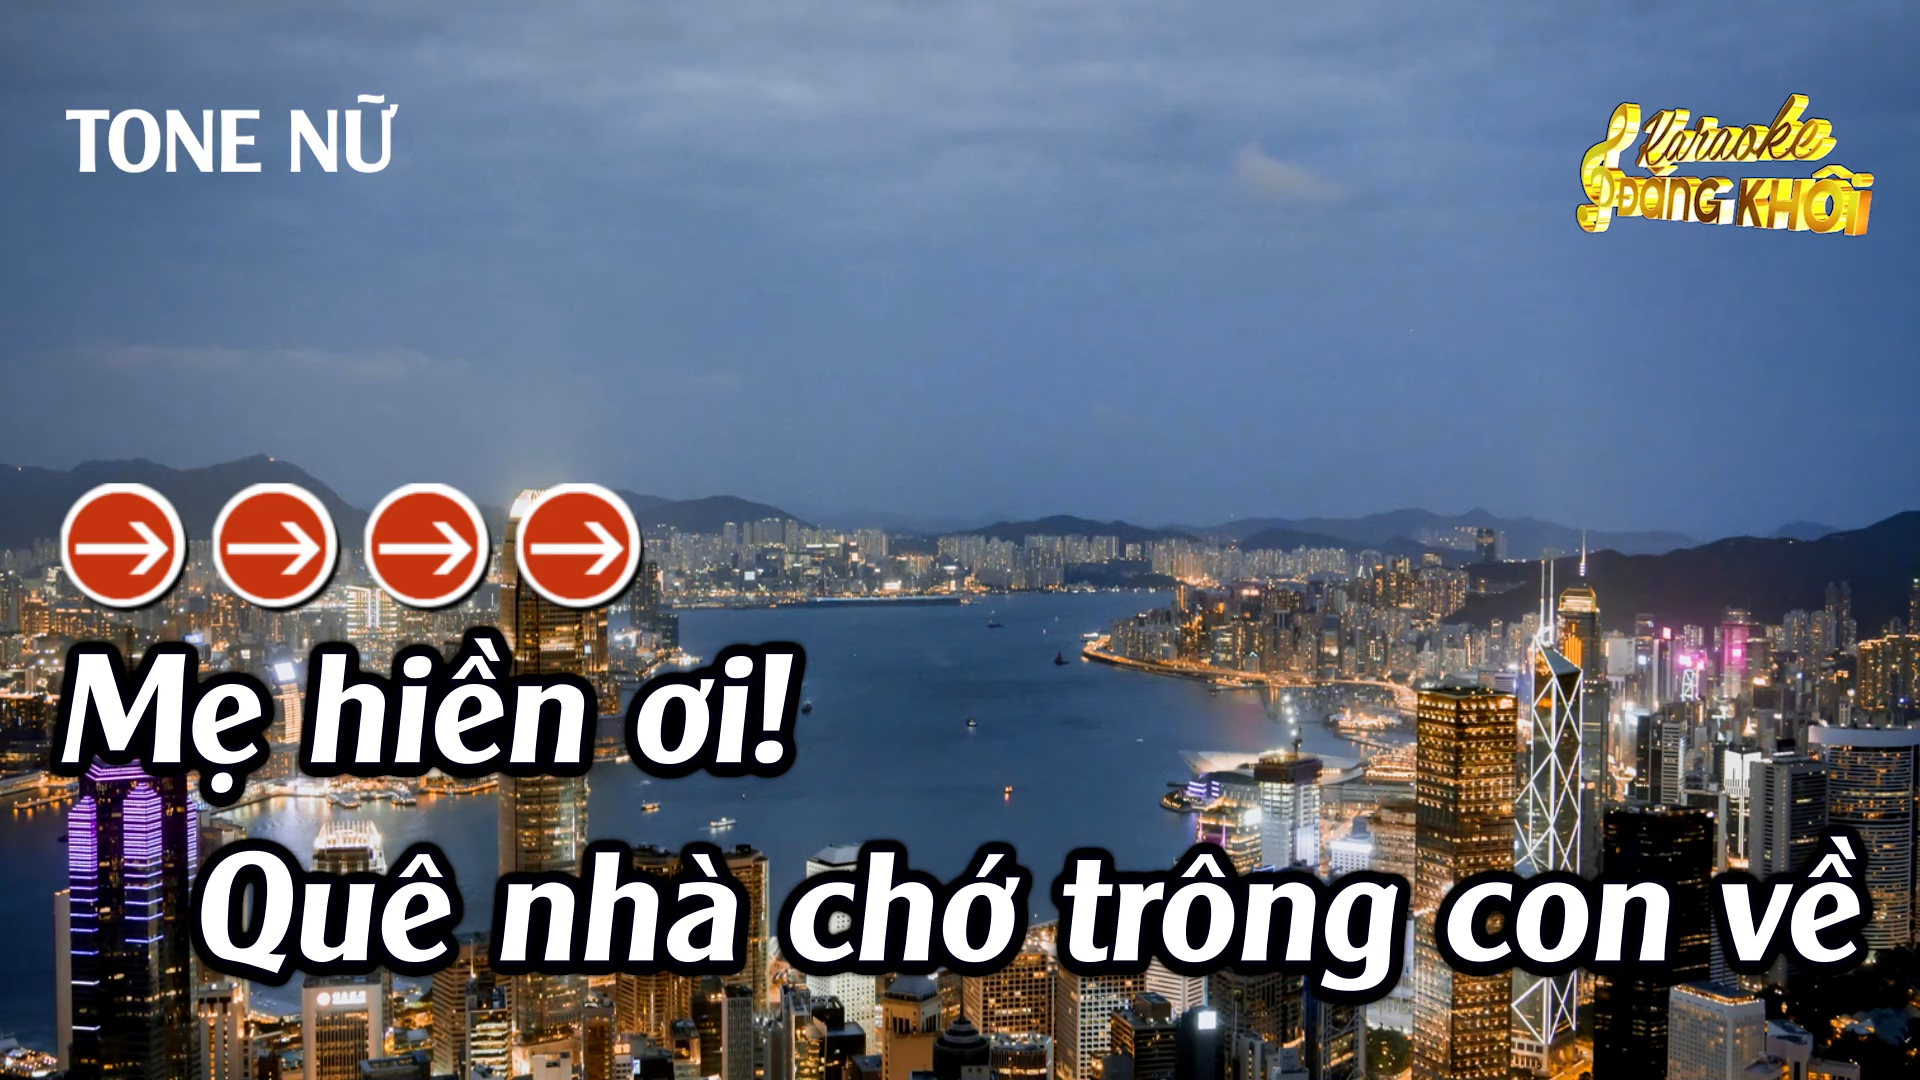 TONE NỮ
Karaoke
ĐĂNG KHÔI
Mẹ hiền ơi!
Quê nhà chớ trông con về